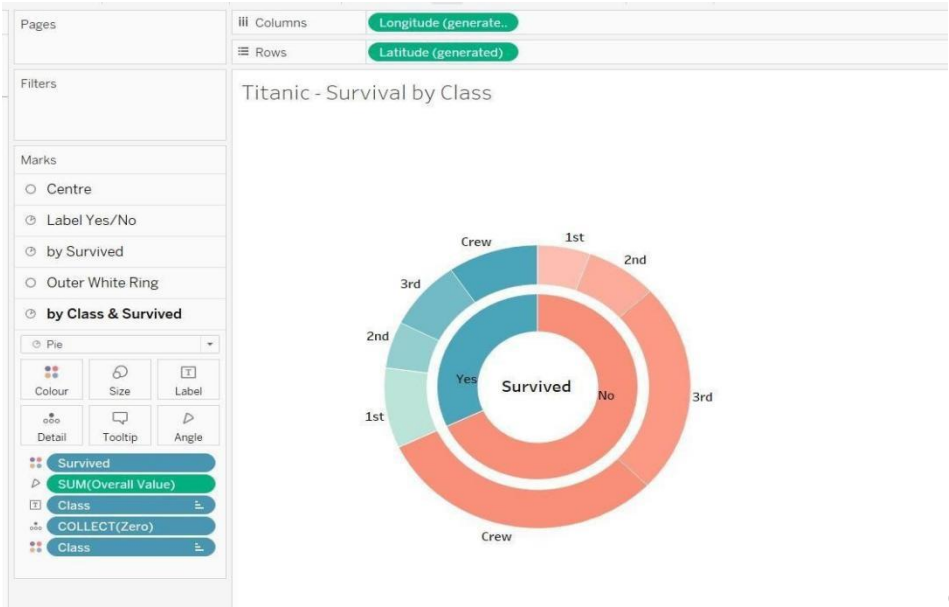 Pages
Columns
Longitude (generate..
Rows
Latitude (generated)
Filters
Titanic - Survival by Class
Marks
Centre
Label Yes/No
by Survived
Outer White Ring
by Class & Survived
Pie
Colour
Size
Label
Detail
Tooltip
Angle
Survived
SUM(Overall Value)
Class
COLLECT(Zero)
Class
Crew
1st
2nd
3rd
2nd
1st
3rd
Crew
Yes
Survived
No